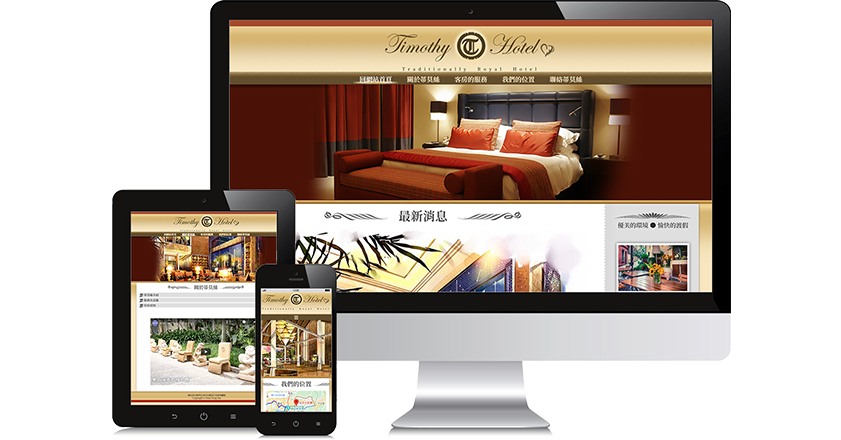 Timothy T Hotel
Traditionally Royal Hotel
回網站首頁 關於蒂莫絲 客房的服務 我們的位置 聯絡蒂莫絲
最新消息
優美的環境 ● 愉快的渡假
Timothy T Hotel
關於蒂莫絲
Timothy T Hotel
Traditionally Royal Hotel
我們的位置